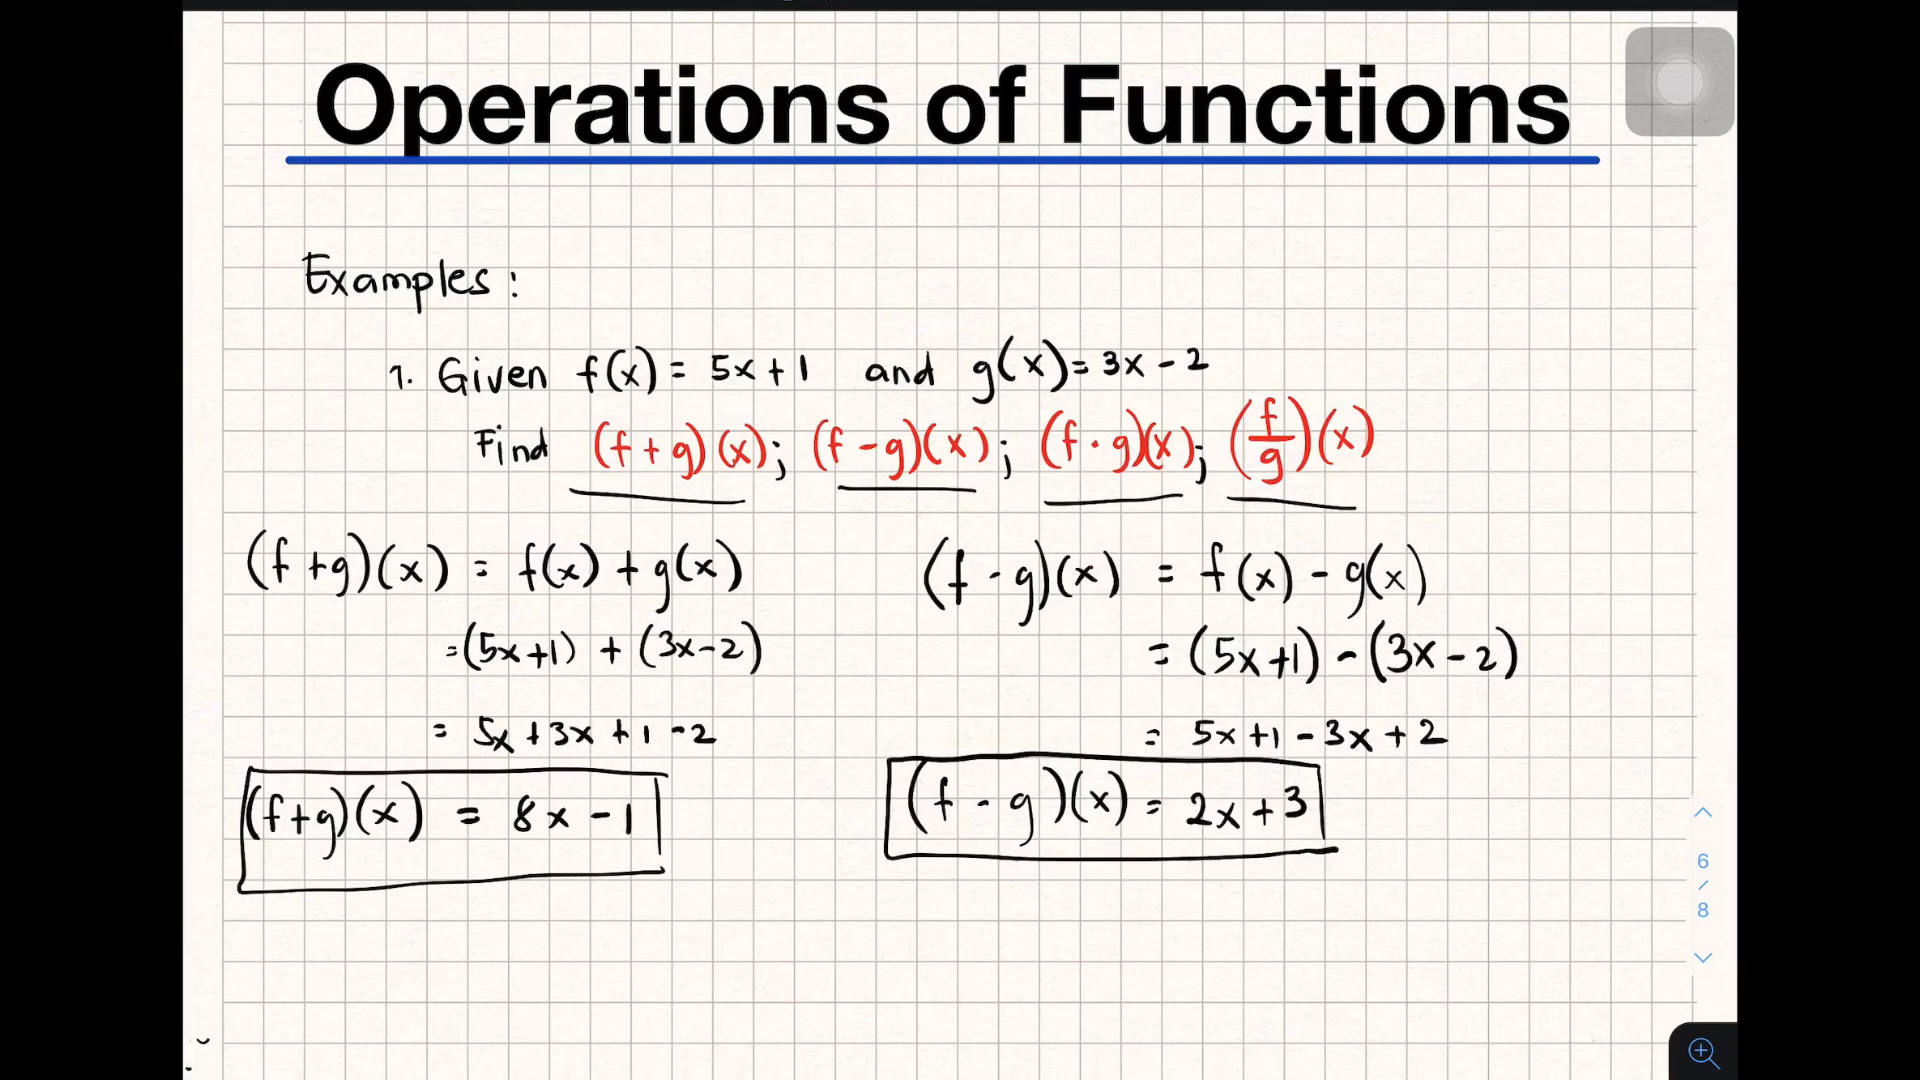 Operations of Functions
Examples:
1. Given f(x) = 5x+1 and g(x)= 3x - 2
Find (f+g)(x); (f-g)(x); (f·g)(x); (f/g)(x)
(f+g)(x) = f(x) + g(x)
=(5x+1) + (3x-2)
= 5x+3x+1-2
(f+g)(x) = 8x-1
(f-g)(x) = f(x) - g(x)
= (5x+1) - (3x-2)
= 5x+1-3x+2
(f-g)(x) = 2x+3
6
/
8